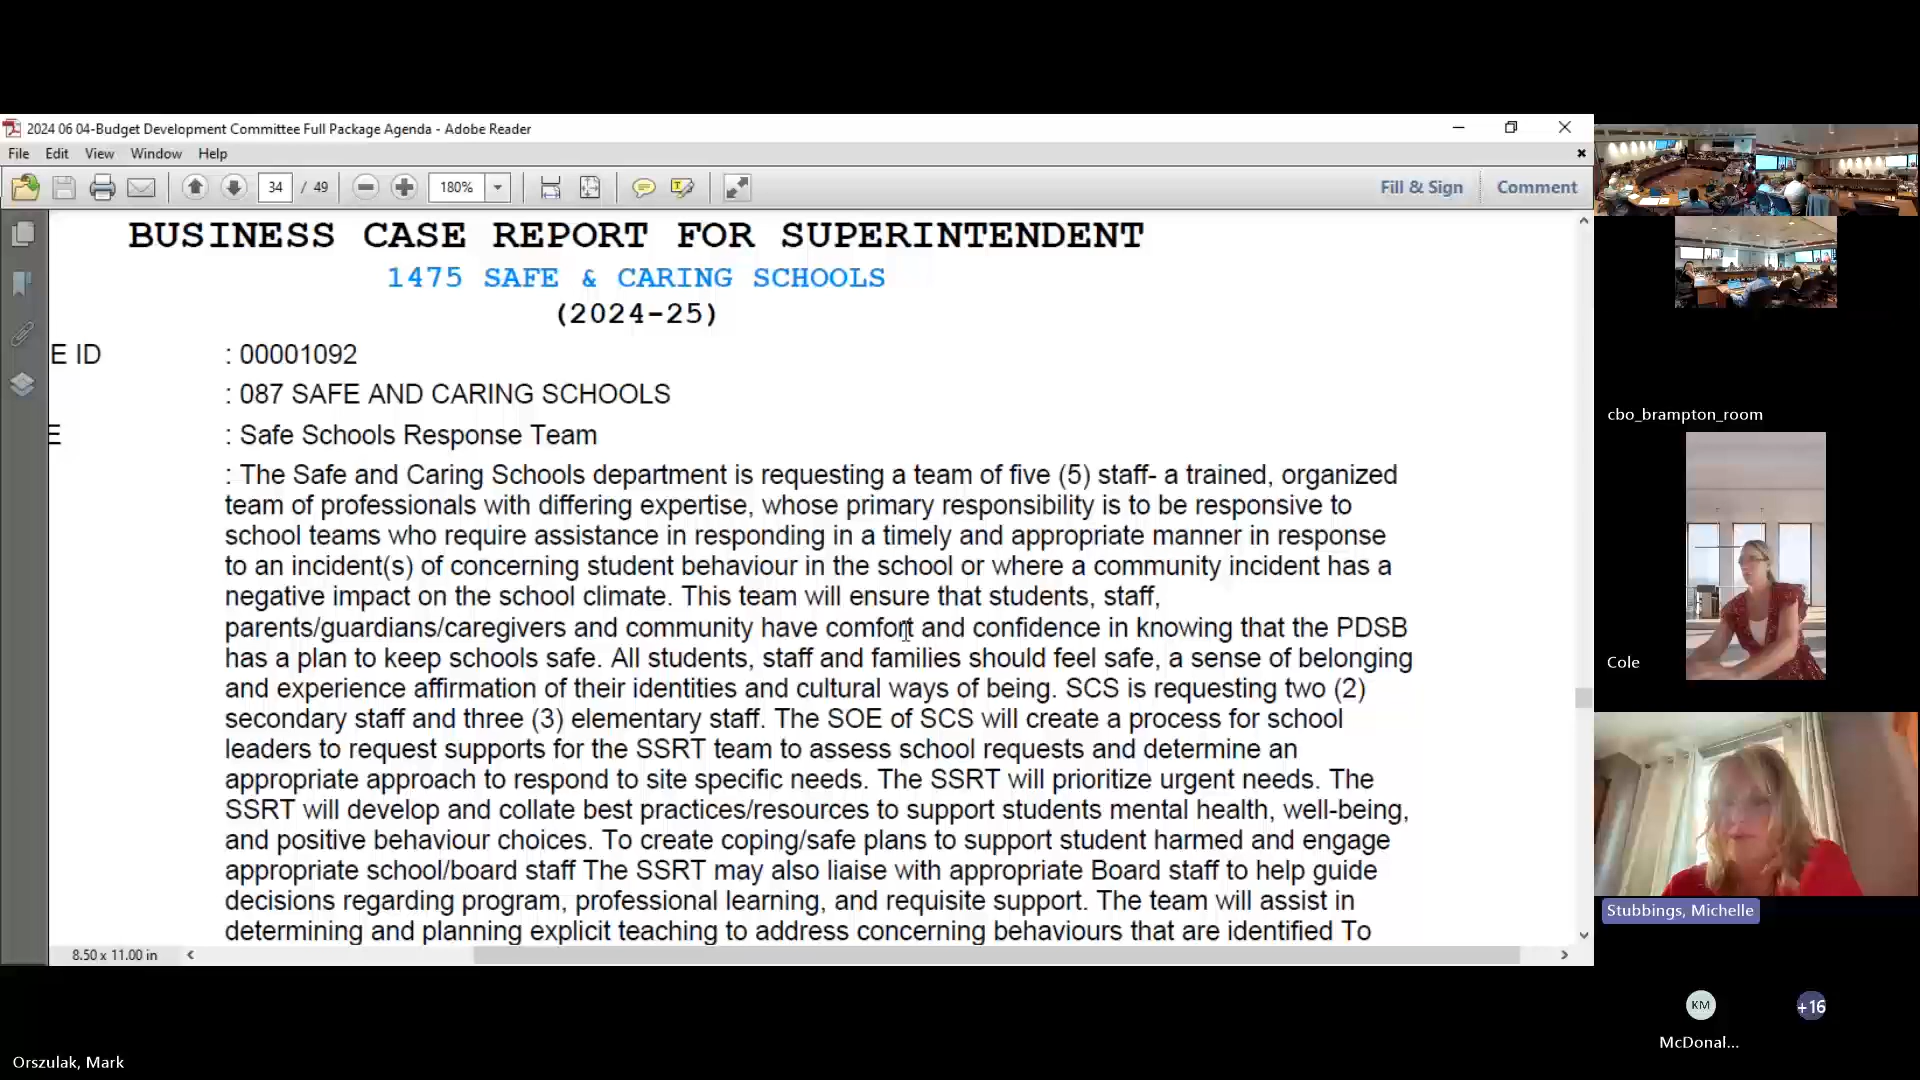 2024 06 04-Budget Development Committee Full Package Agenda - Adobe Reader
File Edit View Window Help
34 / 49
180%
Fill & Sign
Comment
BUSINESS CASE REPORT FOR SUPERINTENDENT
1475 SAFE & CARING SCHOOLS
(2024-25)
E ID : 00001092
: 087 SAFE AND CARING SCHOOLS
E : Safe Schools Response Team
: The Safe and Caring Schools department is requesting a team of five (5) staff- a trained, organized
team of professionals with differing expertise, whose primary responsibility is to be responsive to
school teams who require assistance in responding in a timely and appropriate manner in response
to an incident(s) of concerning student behaviour in the school or where a community incident has a
negative impact on the school climate. This team will ensure that students, staff,
parents/guardians/caregivers and community have comfort and confidence in knowing that the PDSB
has a plan to keep schools safe. All students, staff and families should feel safe, a sense of belonging
and experience affirmation of their identities and cultural ways of being. SCS is requesting two (2)
secondary staff and three (3) elementary staff. The SOE of SCS will create a process for school
leaders to request supports for the SSRT team to assess school requests and determine an
appropriate approach to respond to site specific needs. The SSRT will prioritize urgent needs. The
SSRT will develop and collate best practices/resources to support students mental health, well-being,
and positive behaviour choices. To create coping/safe plans to support student harmed and engage
appropriate school/board staff The SSRT may also liaise with appropriate Board staff to help guide
decisions regarding program, professional learning, and requisite support. The team will assist in
determining and planning explicit teaching to address concerning behaviours that are identified To
8.50 x 11.00 in
cbo_brampton_room
Cole
Stubbings, Michelle
KM
+16
McDonal...
Orszulak, Mark